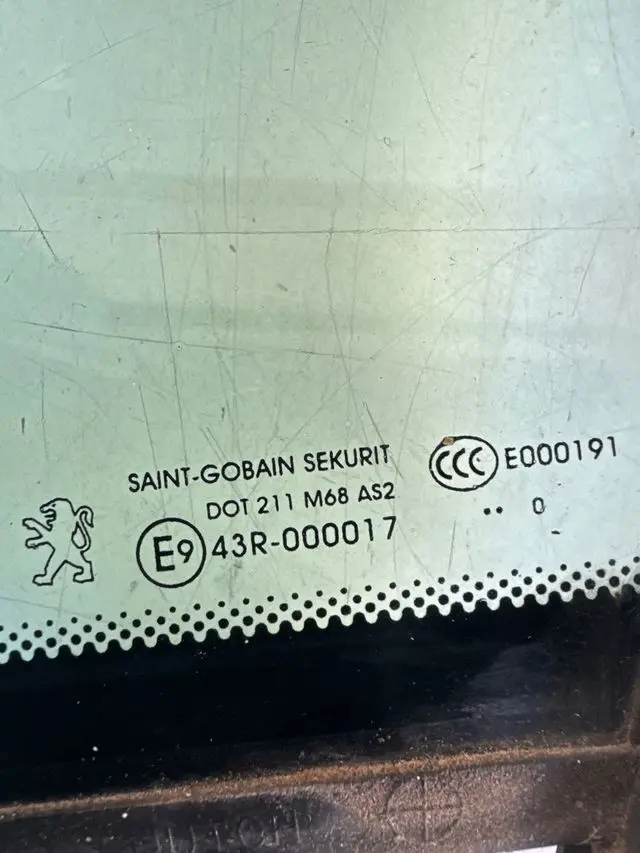 SAINT-GOBAIN SEKURIT
DOT 211 M68 AS2
E9 43R-000017
CCC E000191
.. 0